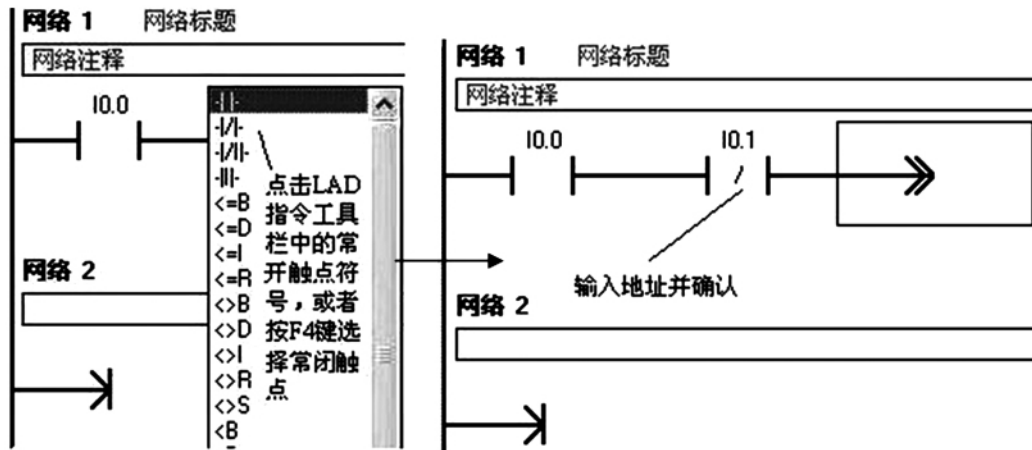 网络 1 网络标题
网络注释
I0.0
-| |-
-|/|-
-|/I|-
-|I|-
<=B
<=D
<=I
<=R
<>B
<>D
<>I
<>R
<>S
<B
点击LAD
指令工具
栏中的常
开触点符
号，或者
按F4键选
择常闭触
点
网络 2
网络 1 网络标题
网络注释
I0.0 I0.1
输入地址并确认
网络 2